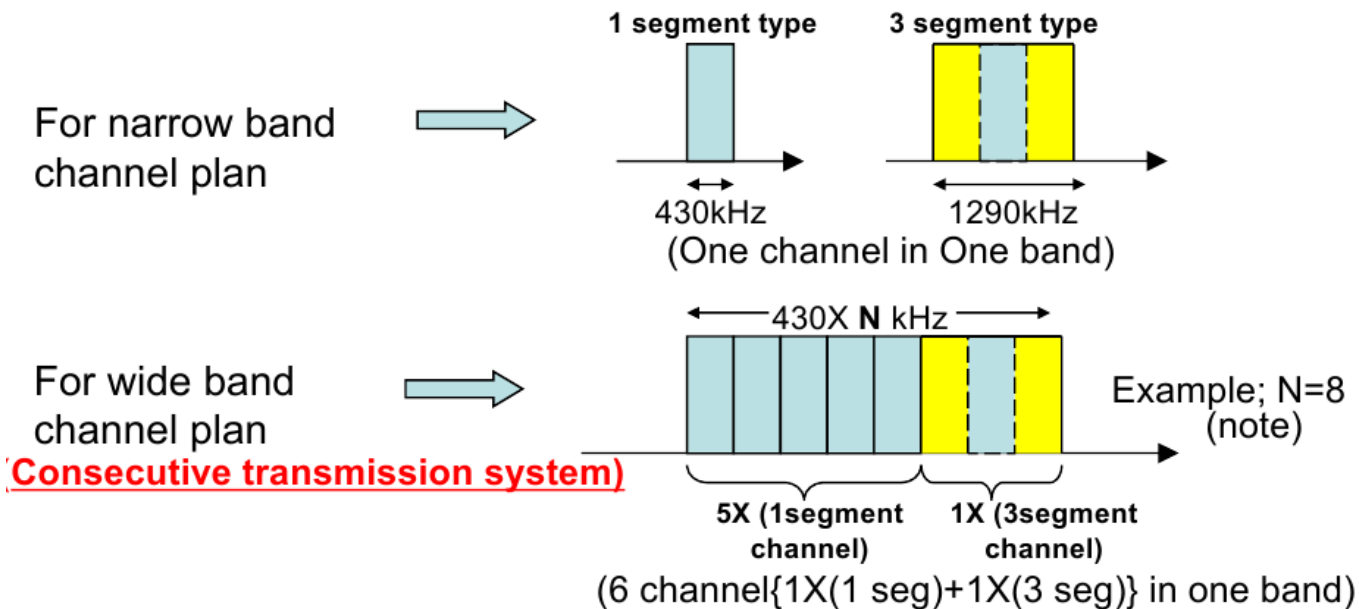 1 segment type
3 segment type
For narrow band
channel plan
430kHz
1290kHz
(One channel in One band)
430X N kHz
For wide band
channel plan
(Consecutive transmission system)
Example; N=8
(note)
5X (1segment
channel)
1X (3segment
channel)
(6 channel{1X(1 seg)+1X(3 seg)} in one band)